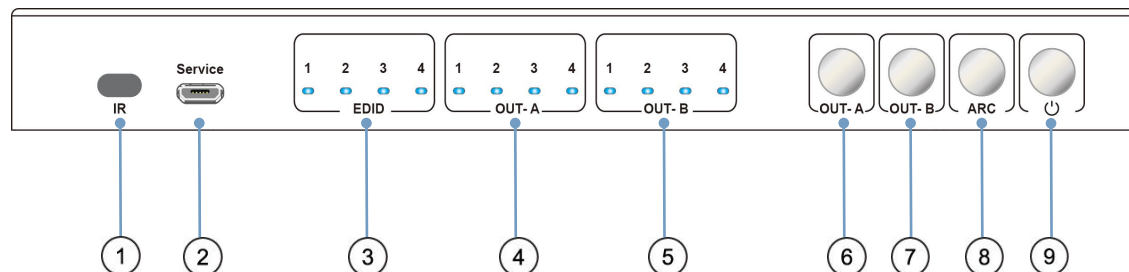 Service
1 2 3 4
1 2 3 4
1 2 3 4
IR
EDID
OUT- A
OUT- B
OUT- A
OUT- B
ARC
1
2
3
4
5
6
7
8
9